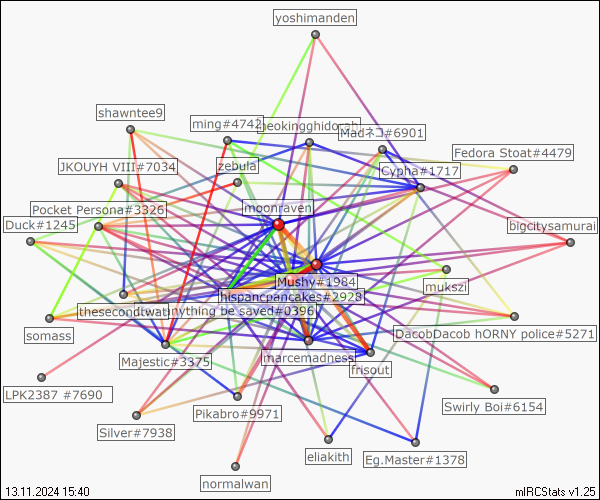 yoshimanden
shawntee9
ming#4742
neokingghidorah
Madネコ#6901
Fedora Stoat#4479
JKOUYH VIII#7034
zebula
Cypha#1717
Pocket Persona#3326
moonraven
Duck#1245
bigcitysamurai
Mushy#1984
mukszi
hispancpancakes#2928
thesecondwatt
anything be saved#0396
somass
DacobDacob hORNY police#5271
Majestic#3375
marcemadness
frisout
LPK2387 #7690
Pikabro#9971
Swirly Boi#6154
Silver#7938
eliakith
Eg.Master#1378
normalwan
13.11.2024 15:40
mIRCStats v1.25